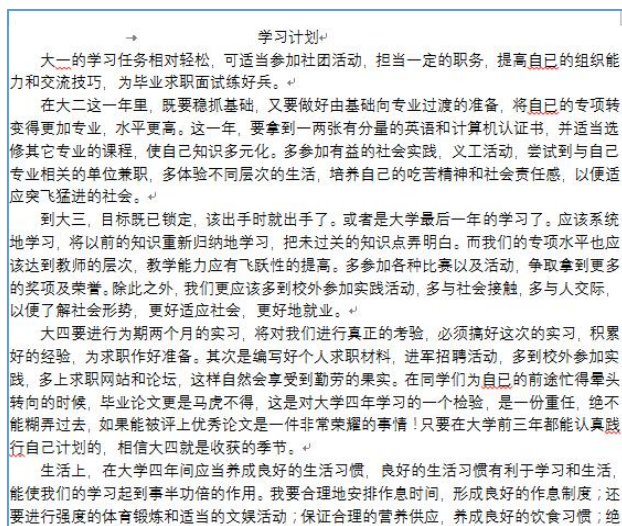 学习计划
大一的学习任务相对轻松，可适当参加社团活动，担当一定的职务，提高自已的组织能
力和交流技巧，为毕业求职面试练好兵。
在大二这一年里，既要稳抓基础，又要做好由基础向专业过渡的准备，将自已的专项转
变得更加专业，水平更高。这一年，要拿到一两张有分量的英语和计算机认证书，并适当选
修其它专业的课程，使自己知识多元化。多参加有益的社会实践，义工活动，尝试到与自己
专业相关的单位兼职，多体验不同层次的生活，培养自己的吃苦精神和社会责任感，以便适
应突飞猛进的社会。
到大三，目标既已锁定，该出手时就出手了。或者是大学最后一年的学习了。应该系统
地学习，将以前的知识重新归纳地学习，把未过关的知识点弄明白。而我们的专项水平也应
该达到教师的层次，教学能力应有飞跃性的提高。多参加各种比赛以及活动，争取拿到更多
的奖项及荣誉。除此之外，我们更应该多到校外参加实践活动，多与社会接触，多与人交际，
以便了解社会形势，更好适应社会，更好地就业。
大四要进行为期两个月的实习，将对我们进行真正的考验，必须搞好这次的实习，积累
好的经验，为求职作好准备。其次是编写好个人求职材料，进军招聘活动，多到校外参加实
践，多上求职网站和论坛，这样自然会享受到勤劳的果实。在同学们为自已的前途忙得晕头
转向的时候，毕业论文更是马虎不得，这是对大学四年学习的一个检验，是一份重任，绝不
能糊弄过去，如果能被评上优秀论文是一件非常荣耀的事情！只要在大学前三年都能认真践
行自己计划的，相信大四就是收获的季节。
生活上，在大学四年间应当养成良好的生活习惯，良好的生活习惯有利于学习和生活，
能使我们的学习起到事半功倍的作用。我要合理地安排作息时间，形成良好的作息制度；还
要进行强度的体育锻炼和适当的文娱活动；保证合理的营养供应，养成良好的饮食习惯；绝